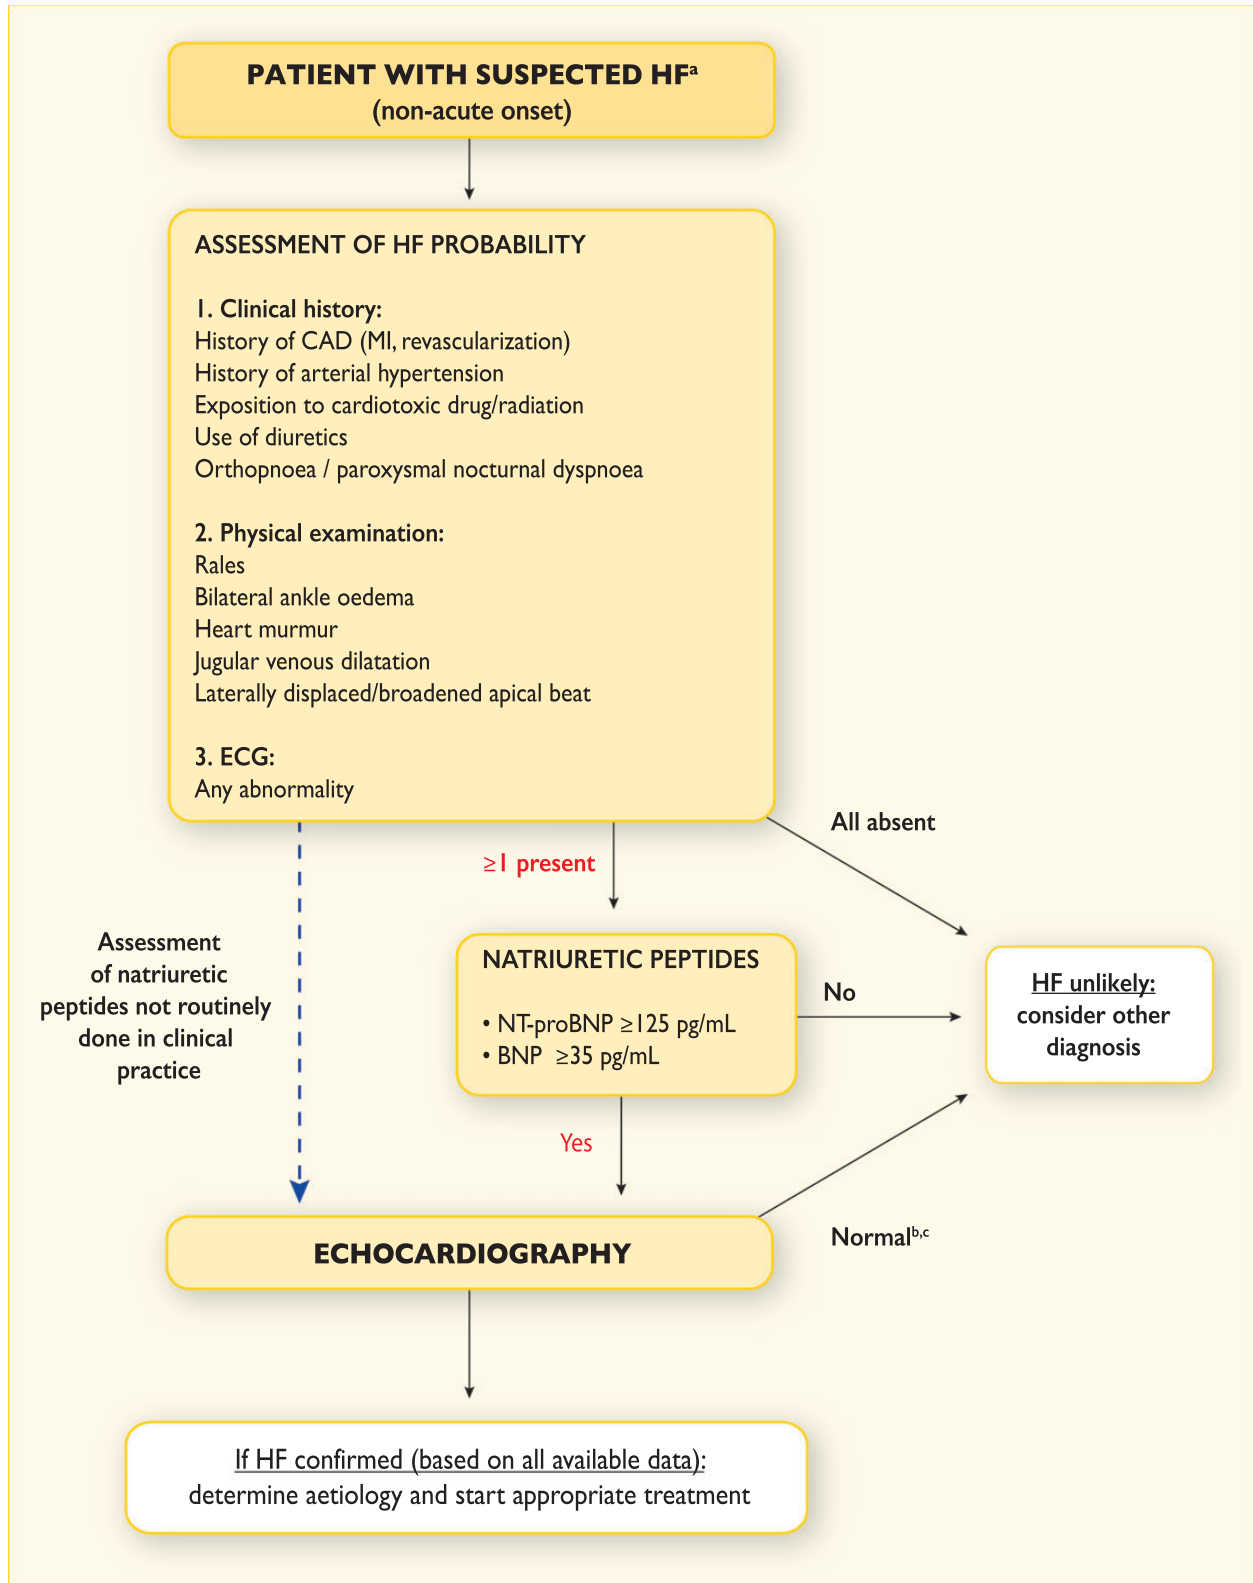 PATIENT WITH SUSPECTED HFa
(non-acute onset)
ASSESSMENT OF HF PROBABILITY
1. Clinical history:
History of CAD (MI, revascularization)
History of arterial hypertension
Exposition to cardiotoxic drug/radiation
Use of diuretics
Orthopnoea / paroxysmal nocturnal dyspnoea
2. Physical examination:
Rales
Bilateral ankle oedema
Heart murmur
Jugular venous dilatation
Laterally displaced/broadened apical beat
3. ECG:
Any abnormality
All absent
≥1 present
Assessment
of natriuretic
peptides not routinely
done in clinical
practice
NATRIURETIC PEPTIDES
• NT-proBNP ≥125 pg/mL
• BNP ≥35 pg/mL
No
HF unlikely:
consider other
diagnosis
Yes
Normalb,c
ECHOCARDIOGRAPHY
If HF confirmed (based on all available data):
determine aetiology and start appropriate treatment